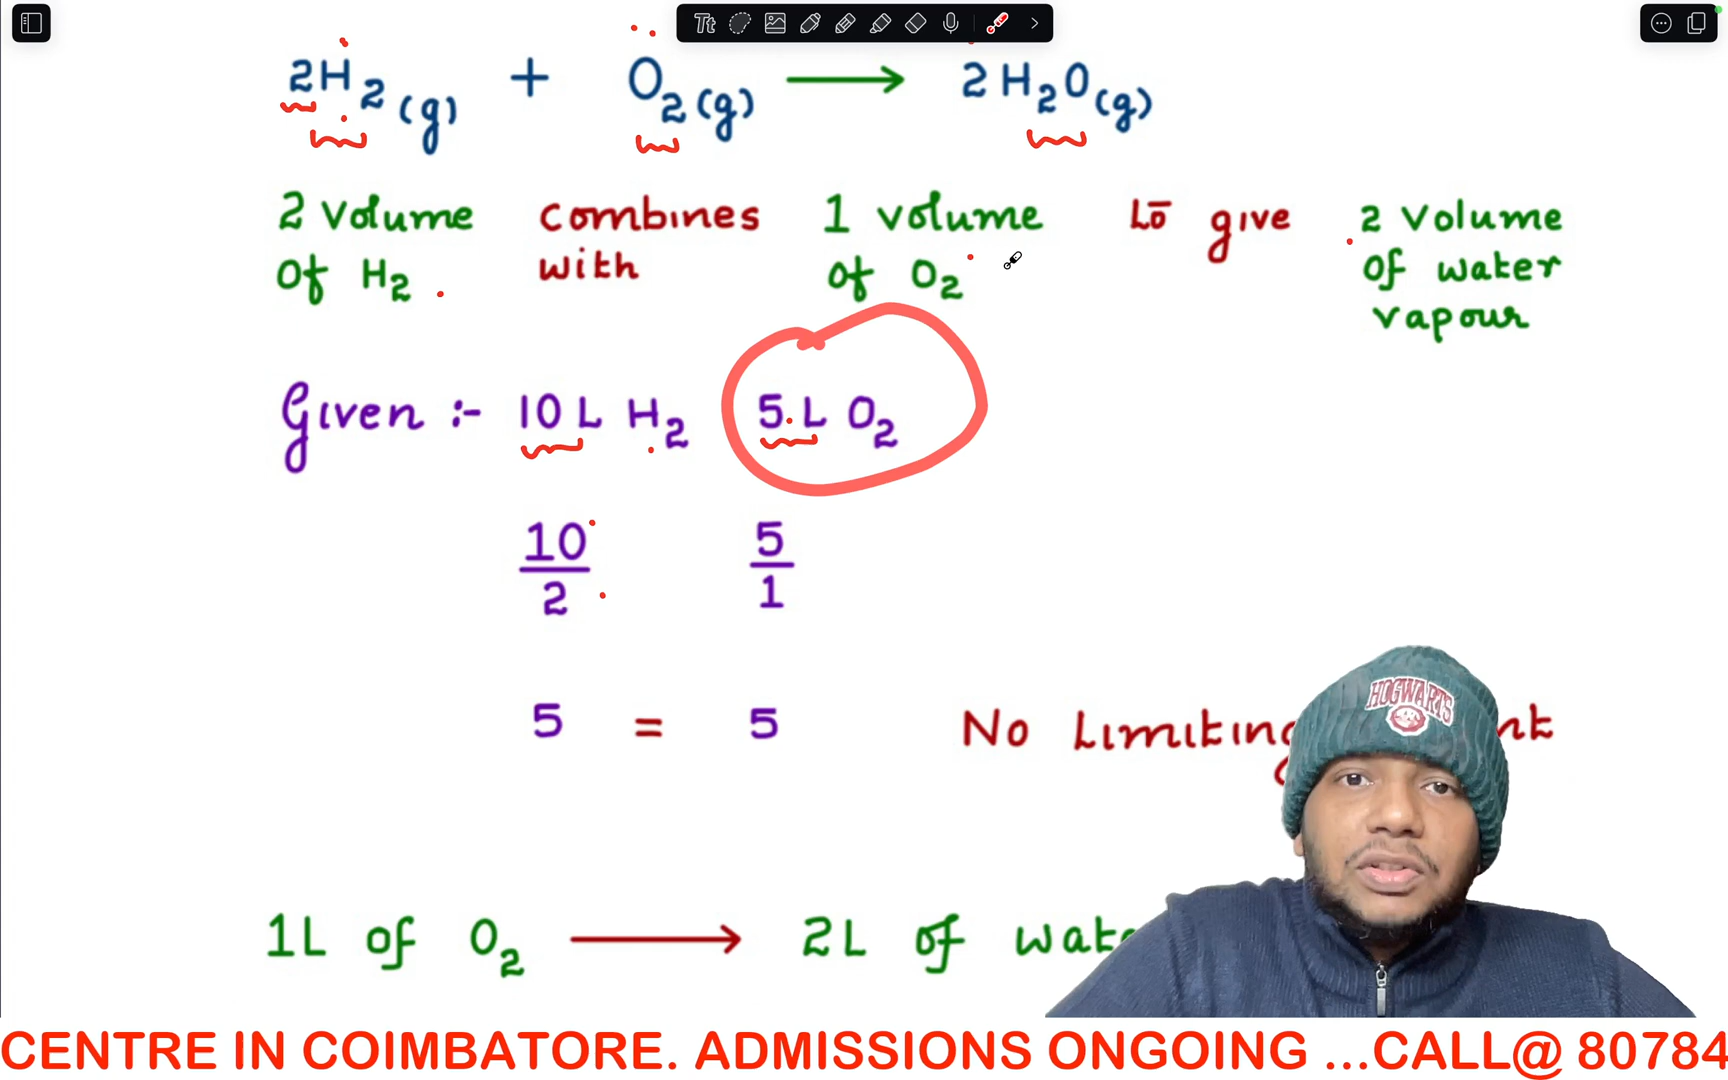 2H₂(g) + O₂(g) → 2H₂O(g)
2 Volume combines 1 volume to give 2 Volume
of H₂ with of O₂ of water
vapour
Given :- 10 L H₂ 5 L O₂
10/2 5/1
5 = 5 No Limiting
1L of O₂ → 2L of
HOGWARTS
CENTRE IN COIMBATORE. ADMISSIONS ONGOING ...CALL@ 80784